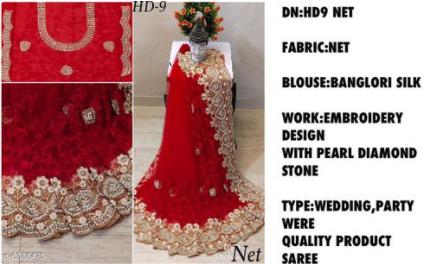 HD-9
Net
DN:HD9 NET
FABRIC:NET
BLOUSE:BANGLORI SILK
WORK:EMBROIDERY
DESIGN
WITH PEARL DIAMOND
STONE
TYPE:WEDDING,PARTY
WERE
QUALITY PRODUCT
SAREE